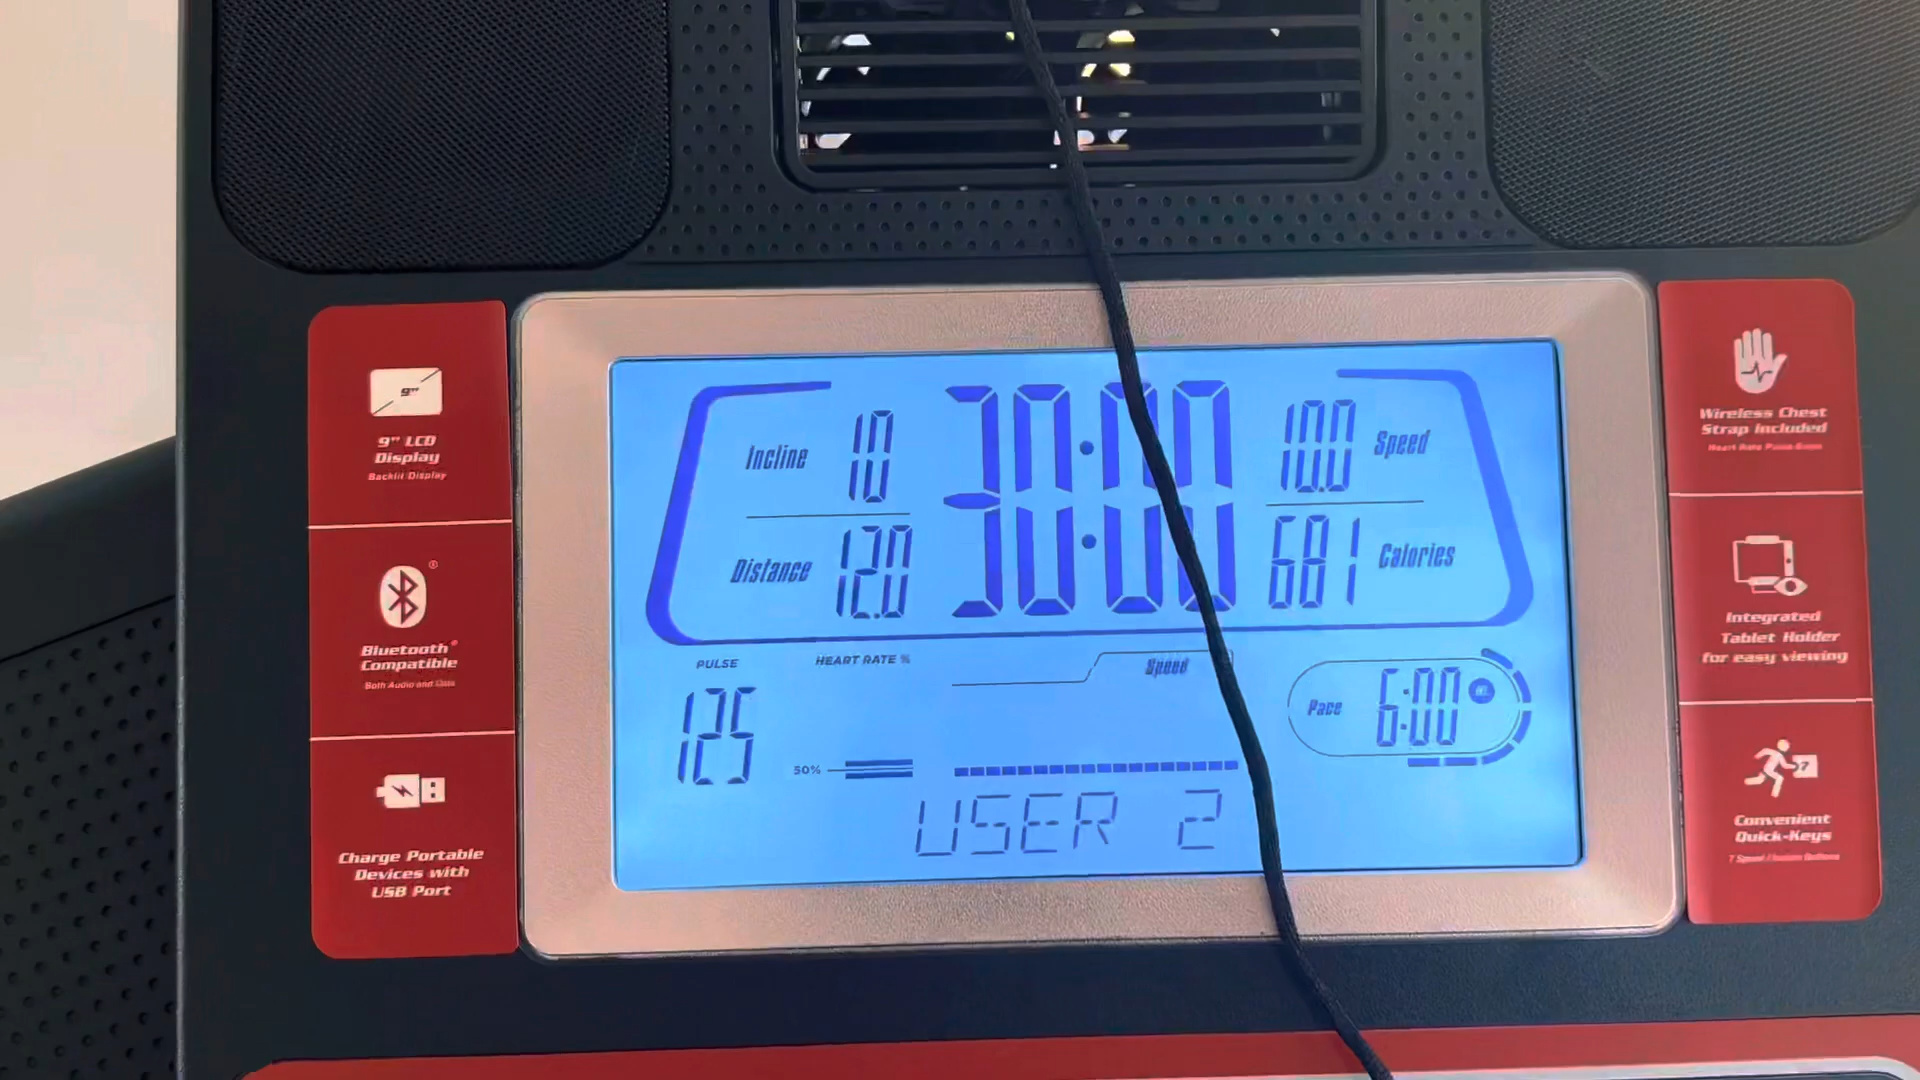 9"
9" LCD
Display
Backlit Display
Bluetooth®
Compatible
Both Audio and Data
Charge Portable
Devices with
USB Port
Incline 10
30:00
10.0 Speed
Distance 12.0
681 Calories
PULSE
125
HEART RATE %
50%
Speed
Pace 6:00
USER 2
Wireless Chest
Strap Included
Integrated
Tablet Holder
for easy viewing
7
Convenient
Quick-Keys